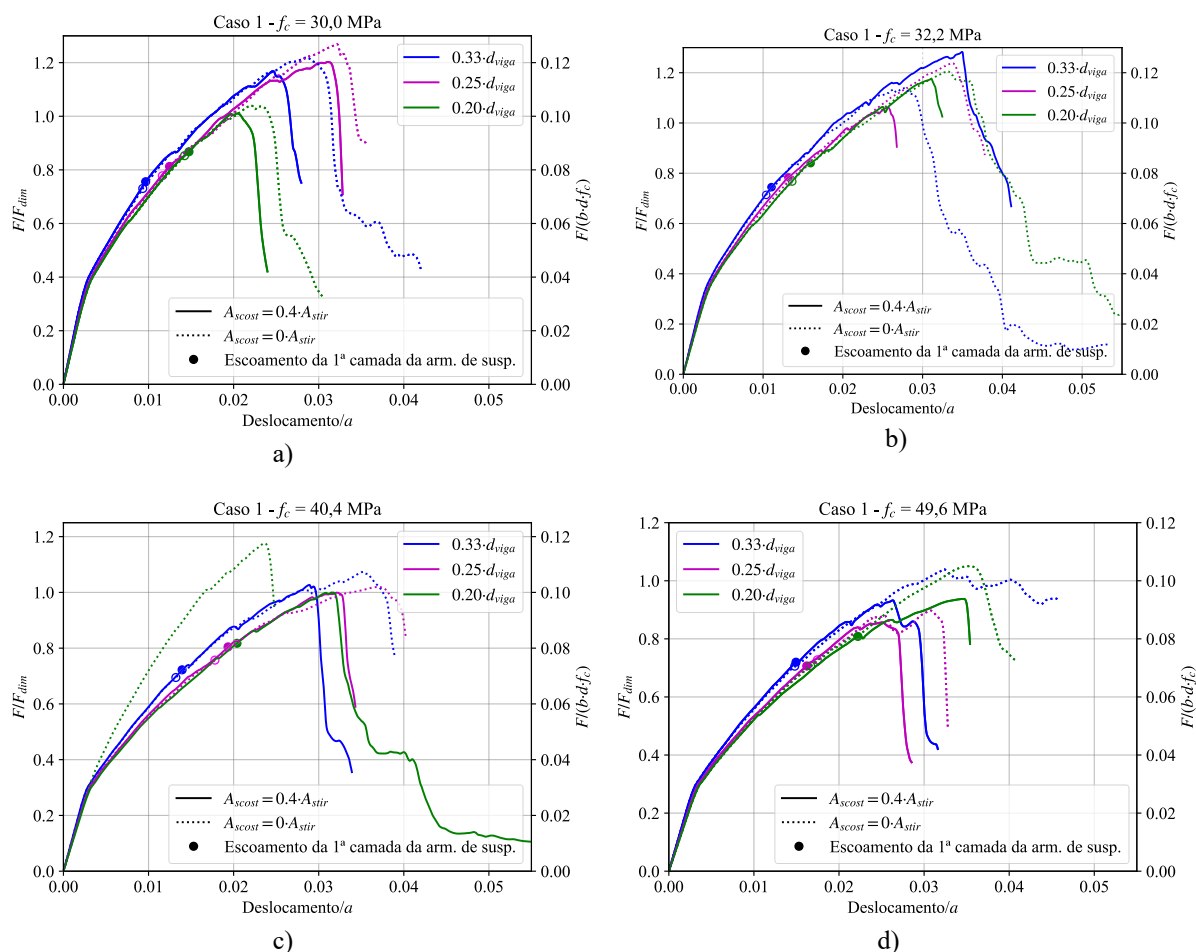 Caso 1 - f_c = 30,0 MPa
F/F_dim
1.2
1.0
0.8
0.6
0.4
0.2
0.0
0.33·d_viga
0.25·d_viga
0.20·d_viga
A_scost = 0.4·A_stir
A_scost = 0·A_stir
Escoamento da 1ª camada da arm. de susp.
0.12
0.10
0.08
0.06
0.04
0.02
0.00
F/(b·d·f_c)
0.00 0.01 0.02 0.03 0.04 0.05
Deslocamento/a
a)
Caso 1 - f_c = 32,2 MPa
F/F_dim
1.2
1.0
0.8
0.6
0.4
0.2
0.0
0.33·d_viga
0.25·d_viga
0.20·d_viga
A_scost = 0.4·A_stir
A_scost = 0·A_stir
Escoamento da 1ª camada da arm. de susp.
0.12
0.10
0.08
0.06
0.04
0.02
0.00
F/(b·d·f_c)
0.00 0.01 0.02 0.03 0.04 0.05
Deslocamento/a
b)
Caso 1 - f_c = 40,4 MPa
F/F_dim
1.2
1.0
0.8
0.6
0.4
0.2
0.0
0.33·d_viga
0.25·d_viga
0.20·d_viga
A_scost = 0.4·A_stir
A_scost = 0·A_stir
Escoamento da 1ª camada da arm. de susp.
0.12
0.10
0.08
0.06
0.04
0.02
0.00
F/(b·d·f_c)
0.00 0.01 0.02 0.03 0.04 0.05
Deslocamento/a
c)
Caso 1 - f_c = 49,6 MPa
F/F_dim
1.2
1.0
0.8
0.6
0.4
0.2
0.0
0.33·d_viga
0.25·d_viga
0.20·d_viga
A_scost = 0.4·A_stir
A_scost = 0·A_stir
Escoamento da 1ª camada da arm. de susp.
0.12
0.10
0.08
0.06
0.04
0.02
0.00
F/(b·d·f_c)
0.00 0.01 0.02 0.03 0.04 0.05
Deslocamento/a
d)